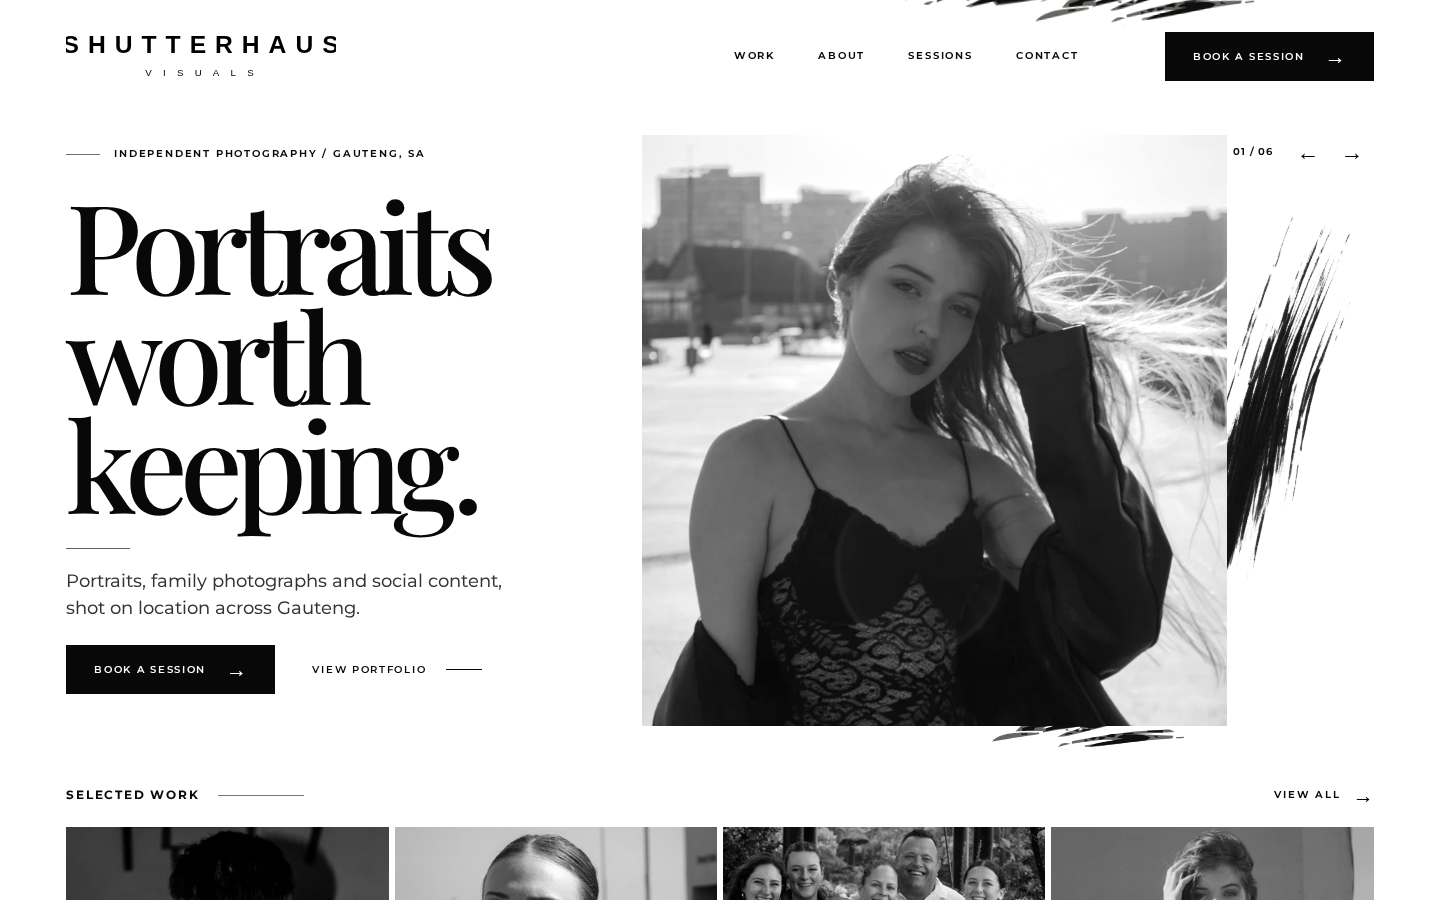 SHUTTERHAUS
VISUALS
WORK
ABOUT
SESSIONS
CONTACT
BOOK A SESSION →
INDEPENDENT PHOTOGRAPHY / GAUTENG, SA
01 / 06 ← →
Portraits
worth
keeping.
Portraits, family photographs and social content,
shot on location across Gauteng.
BOOK A SESSION →
VIEW PORTFOLIO
SELECTED WORK
VIEW ALL →